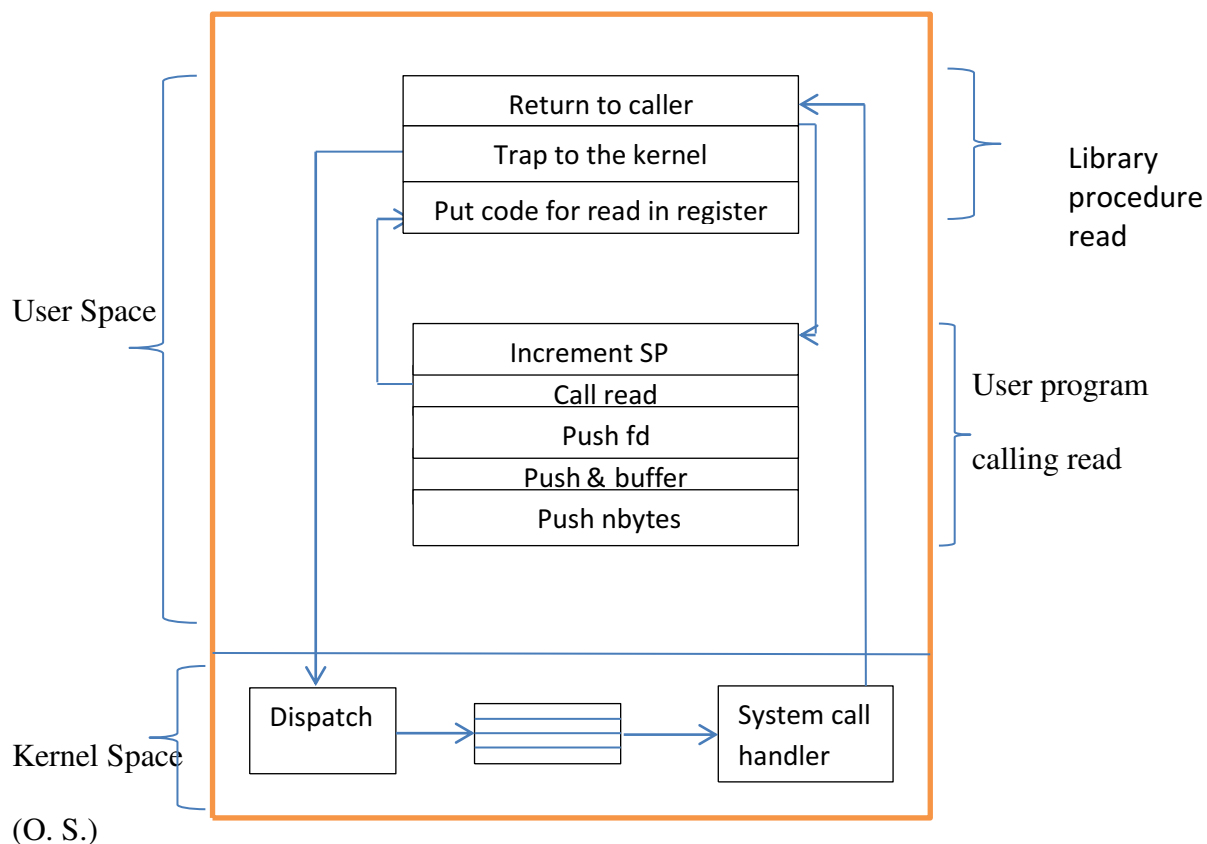 Return to caller
Trap to the kernel
Put code for read in register
Library
procedure
read
User Space
Increment SP
Call read
Push fd
Push & buffer
Push nbytes
User program
calling read
Dispatch
System call
handler
Kernel Space
(O. S.)